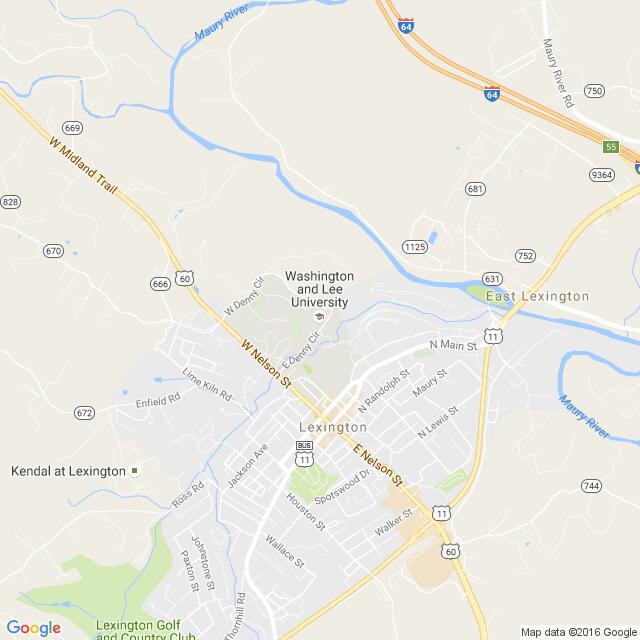 Maury River
64
Maury River Rd
64
750
669
55
W Midland Trail
9364
681
828
1125
670
752
Washington
and Lee
University
60
631
666
W Denny Cir
East Lexington
11
E Denny Cir
N Main St
W Nelson St
Lime Kiln Rd
N Randolph St
Maury St
Enfield Rd
672
Maury River
N Lewis St
Lexington
BUS
11
E Nelson St
Jackson Ave
Kendal at Lexington
Spotswood Dr
744
Ross Rd
Houston St
11
Walker St
60
Johnstone St
Paxton St
Wallace St
Thornhill Rd
Lexington Golf
and Country Club
Google
Map data ©2016 Google